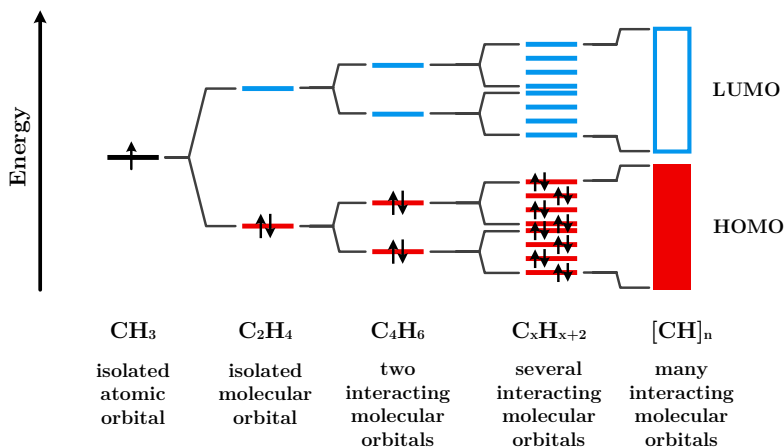 Energy
LUMO
HOMO
CH₃
C₂H₄
C₄H₆
CₓHₓ₊₂
[CH]ₙ
isolated
atomic
orbital
isolated
molecular
orbital
two
interacting
molecular
orbitals
several
interacting
molecular
orbitals
many
interacting
molecular
orbitals